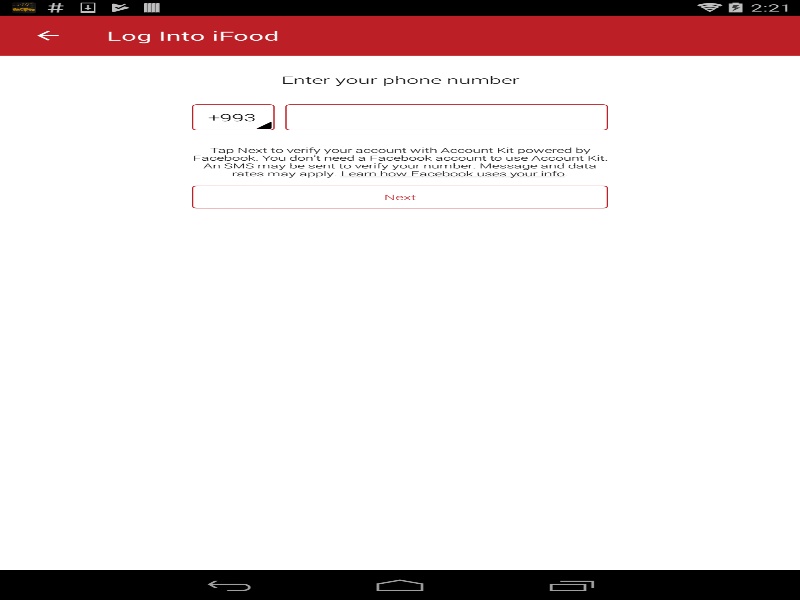 2:21
Log Into iFood
Enter your phone number
+993
Tap Next to verify your account with Account Kit powered by
Facebook. You don't need a Facebook account to use Account Kit.
An SMS may be sent to verify your number. Message and data
rates may apply. Learn how Facebook uses your info.
Next